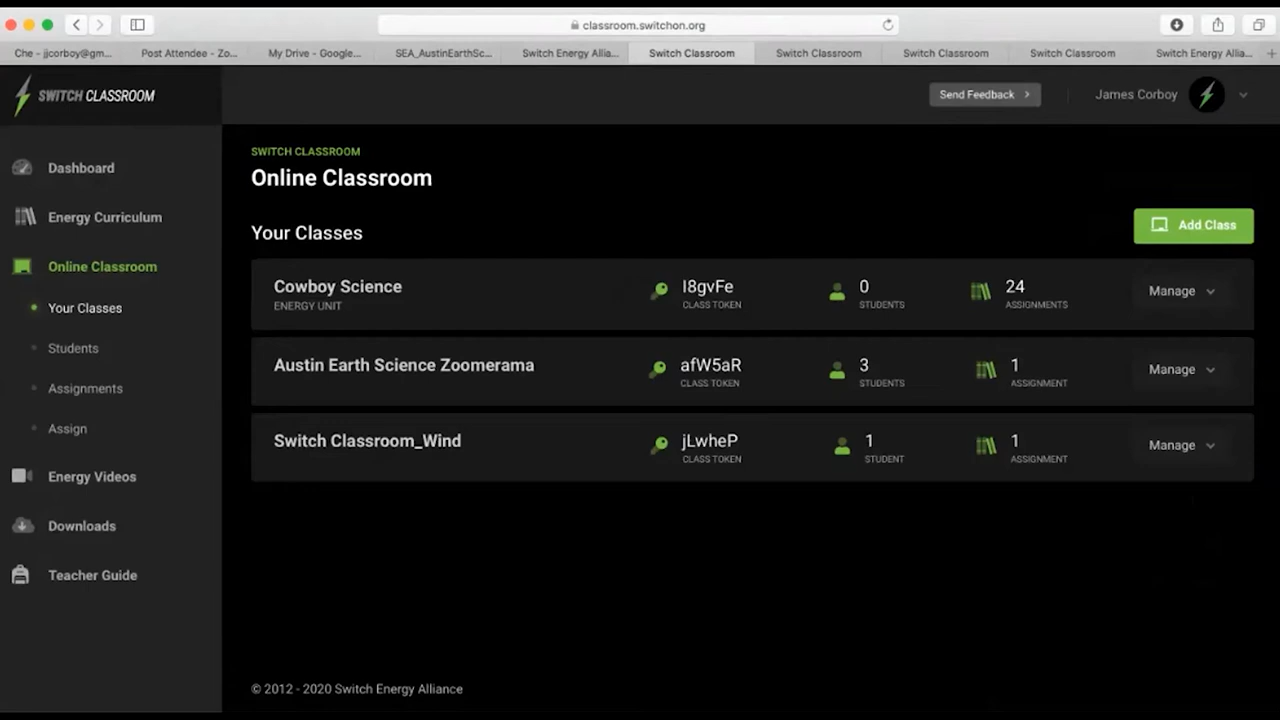 classroom.switchon.org
Che - jjcorboy@gm... Post Attendee - Zo... My Drive - Google... SEA_AustinEarthSc... Switch Energy Allia... Switch Classroom Switch Classroom Switch Classroom Switch Classroom Switch Energy Allia...
SWITCH CLASSROOM
Send Feedback
James Corboy
Dashboard
Energy Curriculum
Online Classroom
Your Classes
Students
Assignments
Assign
Energy Videos
Downloads
Teacher Guide
SWITCH CLASSROOM
Online Classroom
Your Classes
Add Class
Cowboy Science
ENERGY UNIT
I8gvFe
CLASS TOKEN
0
STUDENTS
24
ASSIGNMENTS
Manage
Austin Earth Science Zoomerama
afW5aR
CLASS TOKEN
3
STUDENTS
1
ASSIGNMENT
Manage
Switch Classroom_Wind
jLwheP
CLASS TOKEN
1
STUDENT
1
ASSIGNMENT
Manage
© 2012 - 2020 Switch Energy Alliance